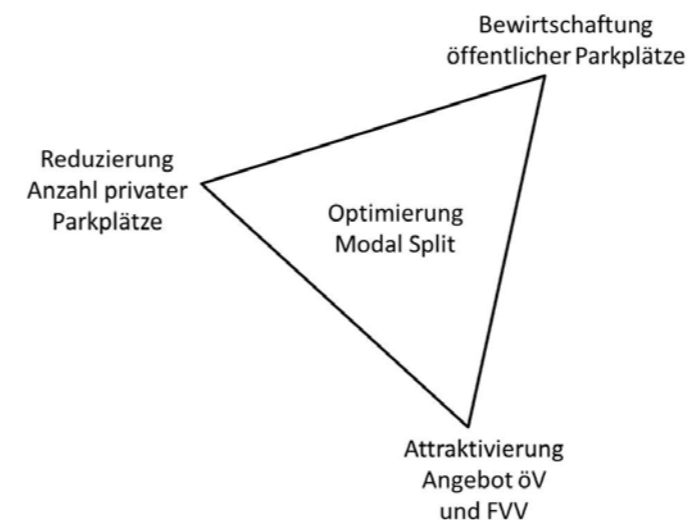 Bewirtschaftung
öffentlicher Parkplätze
Reduzierung
Anzahl privater
Parkplätze
Optimierung
Modal Split
Attraktivierung
Angebot öV
und FVV